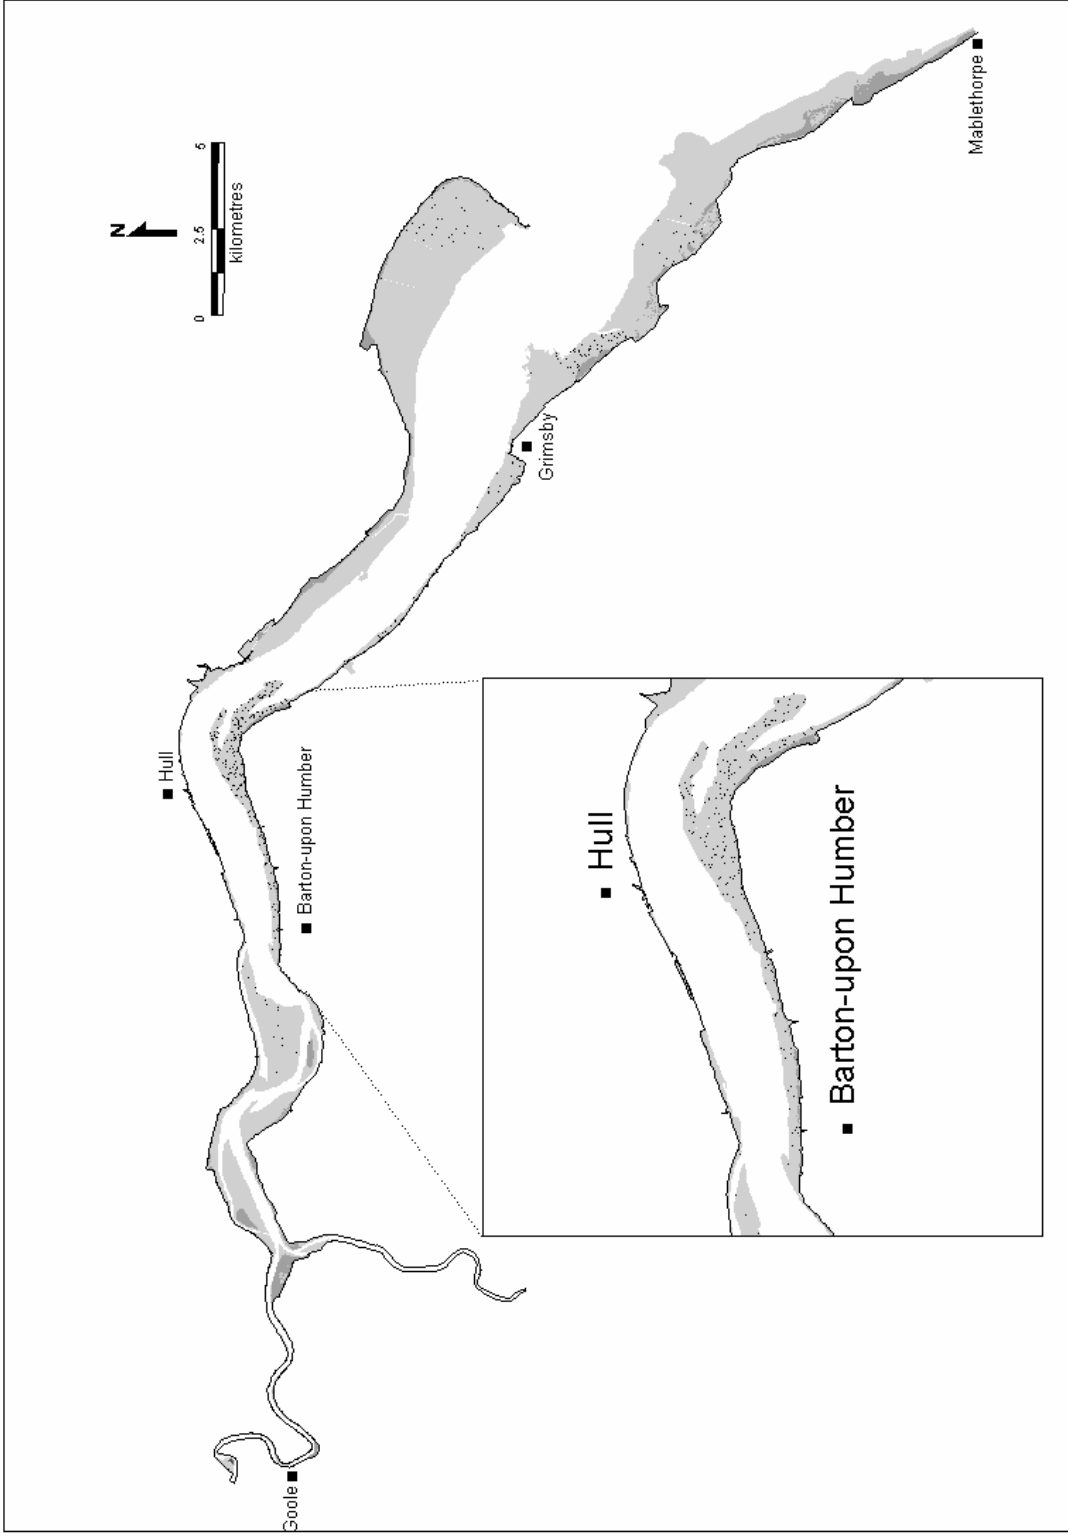 N
0 2.5 5
kilometres
Hull
Barton-upon Humber
Goole
Grimsby
Mablethorpe
Hull
Barton-upon Humber